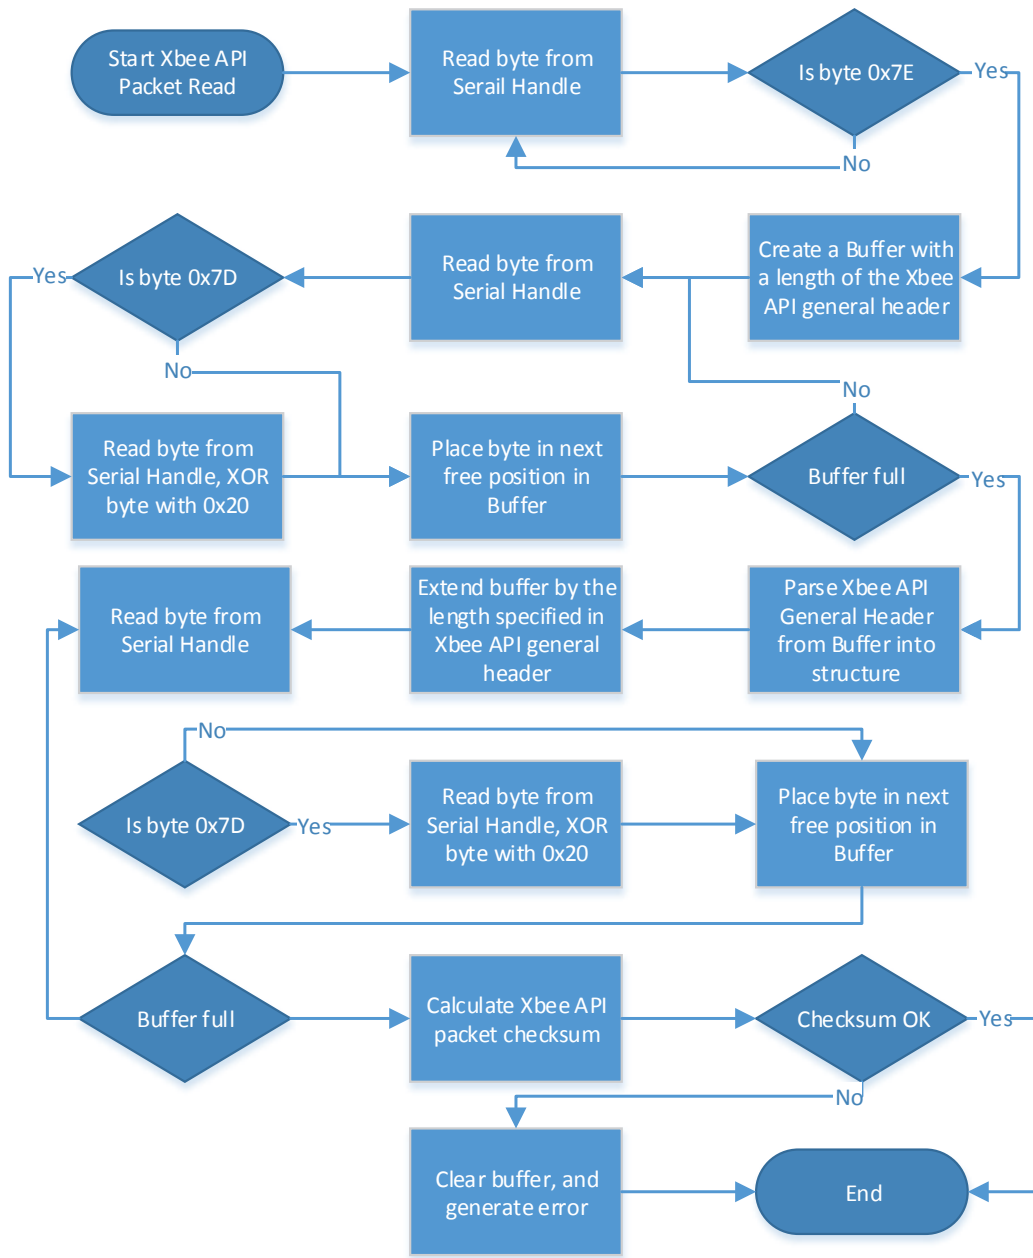 Start Xbee API
Packet Read
Read byte from
Serail Handle
Is byte 0x7E
Yes
No
Is byte 0x7D
Yes
No
Read byte from
Serial Handle
Create a Buffer with
a length of the Xbee
API general header
Read byte from
Serial Handle, XOR
byte with 0x20
Place byte in next
free position in
Buffer
No
Buffer full
Yes
Read byte from
Serial Handle
Extend buffer by the
length specified in
Xbee API general
header
Parse Xbee API
General Header
from Buffer into
structure
No
Is byte 0x7D
Yes
Read byte from
Serial Handle, XOR
byte with 0x20
Place byte in next
free position in
Buffer
Buffer full
Calculate Xbee API
packet checksum
Checksum OK
Yes
No
Clear buffer, and
generate error
End